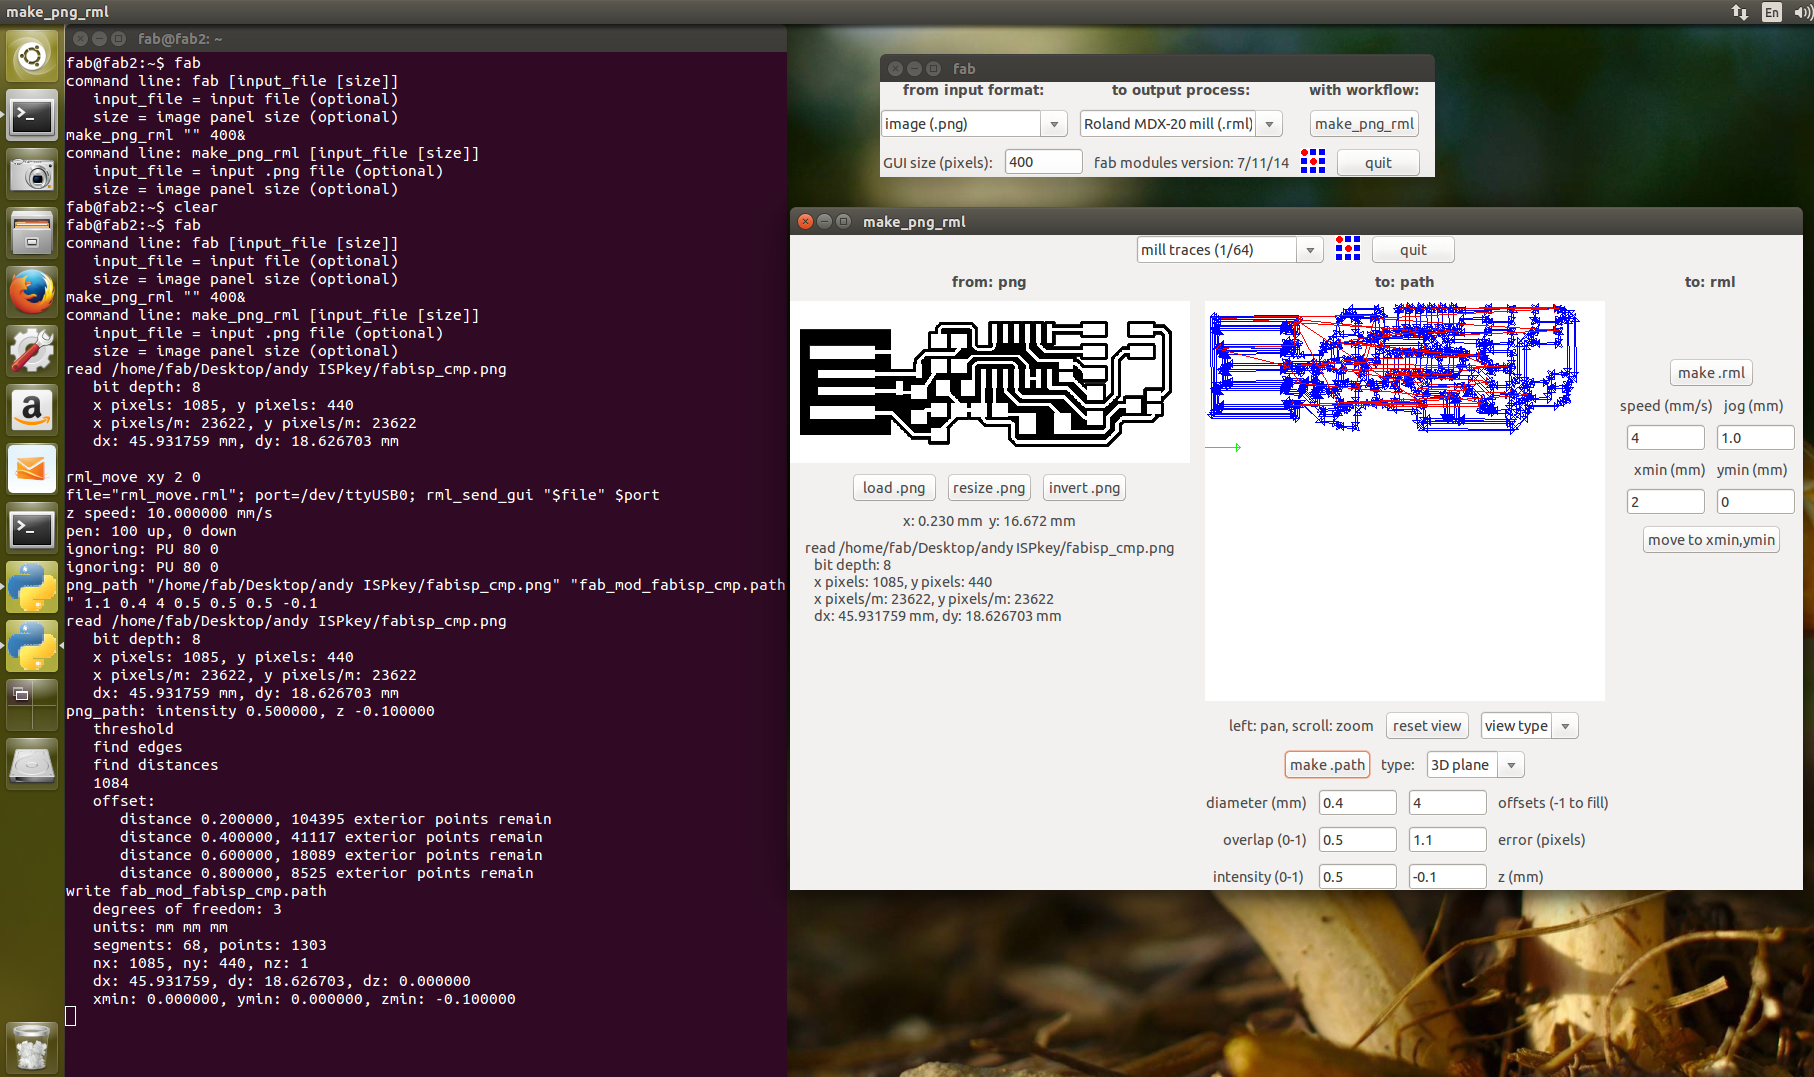 make_png_rml
En
fab@fab2: ~
fab@fab2:~$ fab
command line: fab [input_file [size]]
   input_file = input file (optional)
   size = image panel size (optional)
make_png_rml "" 400&
command line: make_png_rml [input_file [size]]
   input_file = input .png file (optional)
   size = image panel size (optional)
fab@fab2:~$ clear
fab@fab2:~$ fab
command line: fab [input_file [size]]
   input_file = input file (optional)
   size = image panel size (optional)
make_png_rml "" 400&
command line: make_png_rml [input_file [size]]
   input_file = input .png file (optional)
   size = image panel size (optional)
read /home/fab/Desktop/andy ISPkey/fabisp_cmp.png
   bit depth: 8
   x pixels: 1085, y pixels: 440
   x pixels/m: 23622, y pixels/m: 23622
   dx: 45.931759 mm, dy: 18.626703 mm
rml_move xy 2 0
file="rml_move.rml"; port=/dev/ttyUSB0; rml_send_gui "$file" $port
z speed: 10.000000 mm/s
pen: 100 up, 0 down
ignoring: PU 80 0
ignoring: PU 80 0
png_path "/home/fab/Desktop/andy ISPkey/fabisp_cmp.png" "fab_mod_fabisp_cmp.path
" 1.1 0.4 4 0.5 0.5 0.5 -0.1
read /home/fab/Desktop/andy ISPkey/fabisp_cmp.png
   bit depth: 8
   x pixels: 1085, y pixels: 440
   x pixels/m: 23622, y pixels/m: 23622
   dx: 45.931759 mm, dy: 18.626703 mm
png_path: intensity 0.500000, z -0.100000
   threshold
   find edges
   find distances
   1084
   offset:
      distance 0.200000, 104395 exterior points remain
      distance 0.400000, 41117 exterior points remain
      distance 0.600000, 18089 exterior points remain
      distance 0.800000, 8525 exterior points remain
write fab_mod_fabisp_cmp.path
   degrees of freedom: 3
   units: mm mm mm
   segments: 68, points: 1303
   nx: 1085, ny: 440, nz: 1
   dx: 45.931759, dy: 18.626703, dz: 0.000000
   xmin: 0.000000, ymin: 0.000000, zmin: -0.100000
fab
from input format: to output process: with workflow:
image (.png) Roland MDX-20 mill (.rml) make_png_rml
GUI size (pixels): 400 fab modules version: 7/11/14 quit
make_png_rml
mill traces (1/64) quit
from: png to: path to: rml
load .png resize .png invert .png
x: 0.230 mm y: 16.672 mm
read /home/fab/Desktop/andy ISPkey/fabisp_cmp.png
bit depth: 8
x pixels: 1085, y pixels: 440
x pixels/m: 23622, y pixels/m: 23622
dx: 45.931759 mm, dy: 18.626703 mm
left: pan, scroll: zoom reset view view type
make .path type: 3D plane
diameter (mm) 0.4 4 offsets (-1 to fill)
overlap (0-1) 0.5 1.1 error (pixels)
intensity (0-1) 0.5 -0.1 z (mm)
make .rml
speed (mm/s) jog (mm)
4 1.0
xmin (mm) ymin (mm)
2 0
move to xmin,ymin
a